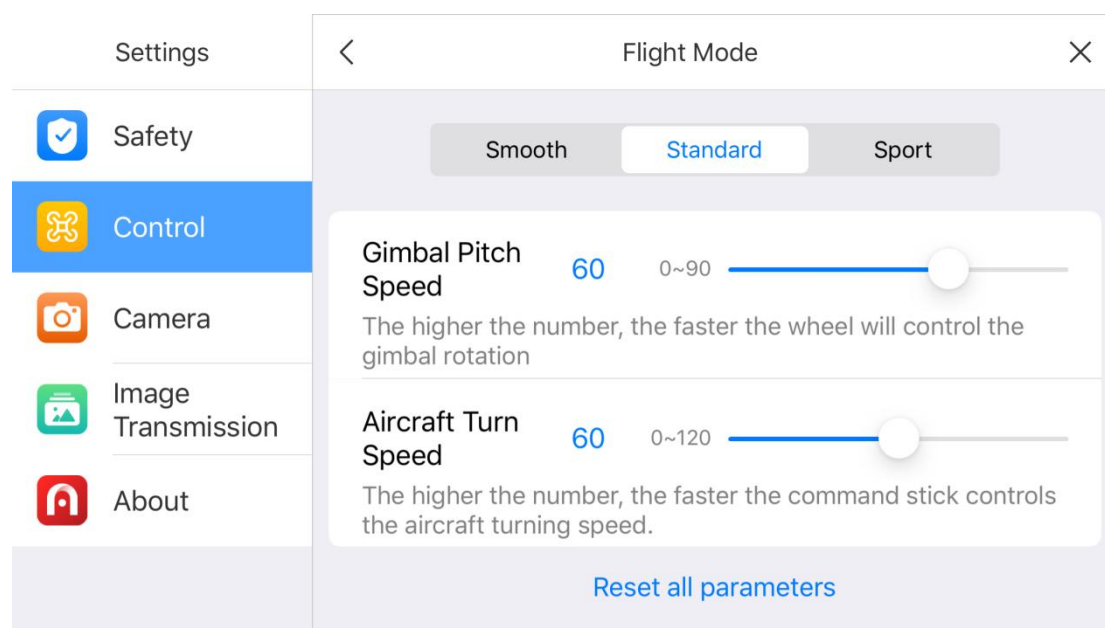 Settings
Safety
Control
Camera
Image
Transmission
About
Flight Mode
Smooth
Standard
Sport
Gimbal Pitch
Speed
60
0~90
The higher the number, the faster the wheel will control the
gimbal rotation
Aircraft Turn
Speed
60
0~120
The higher the number, the faster the command stick controls
the aircraft turning speed.
Reset all parameters